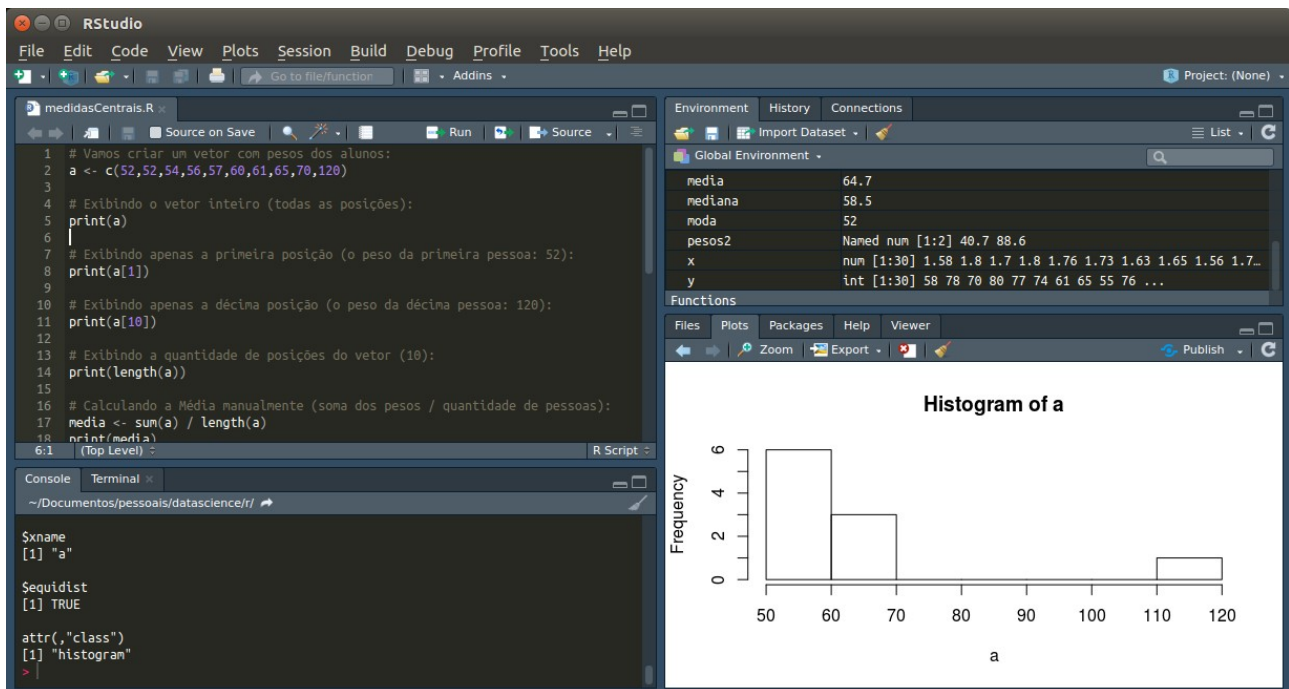 RStudio
File Edit Code View Plots Session Build Debug Profile Tools Help
Go to file/function Addins Project: (None)
medidasCentrais.R
Source on Save Run Source
1 # Vamos criar um vetor com pesos dos alunos:
2 a <- c(52,52,54,56,57,60,61,65,70,120)
3
4 # Exibindo o vetor inteiro (todas as posições):
5 print(a)
6
7 # Exibindo apenas a primeira posição (o peso da primeira pessoa: 52):
8 print(a[1])
9
10 # Exibindo apenas a décima posição (o peso da décima pessoa: 120):
11 print(a[10])
12
13 # Exibindo a quantidade de posições do vetor (10):
14 print(length(a))
15
16 # Calculando a Média manualmente (soma dos pesos / quantidade de pessoas):
17 media <- sum(a) / length(a)
18 print(media)
6:1 (Top Level) R Script
Console Terminal
~/Documentos/pessoais/datascience/r/
$xname
[1] "a"
$equidist
[1] TRUE
attr(,"class")
[1] "histogram"
>
Environment History Connections
Import Dataset List
Global Environment
media 64.7
mediana 58.5
moda 52
pesos2 Named num [1:2] 40.7 88.6
x num [1:30] 1.58 1.8 1.7 1.8 1.76 1.73 1.63 1.65 1.56 1.7…
y int [1:30] 58 78 70 80 77 74 61 65 55 76 ...
Functions
Files Plots Packages Help Viewer
Zoom Export Publish
Histogram of a
Frequency
6
4
2
0
50 60 70 80 90 100 110 120
a